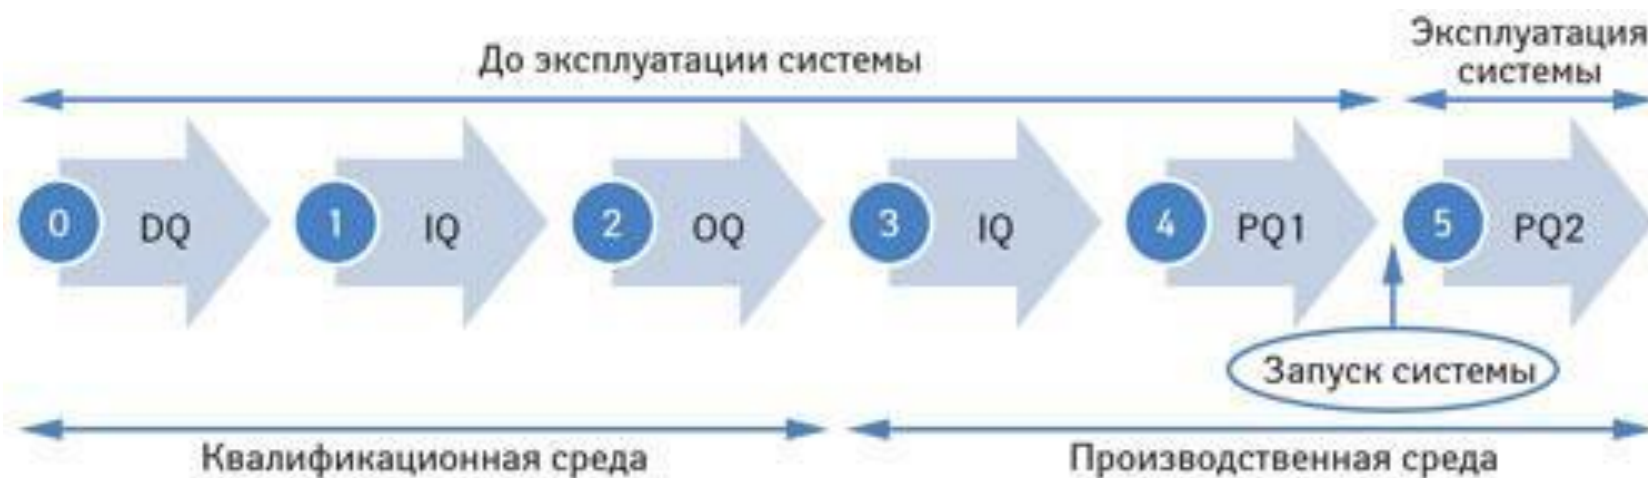 До эксплуатации системы
Эксплуатация
системы
0 DQ 1 IQ 2 OQ 3 IQ 4 PQ1 5 PQ2
Запуск системы
Квалификационная среда
Производственная среда